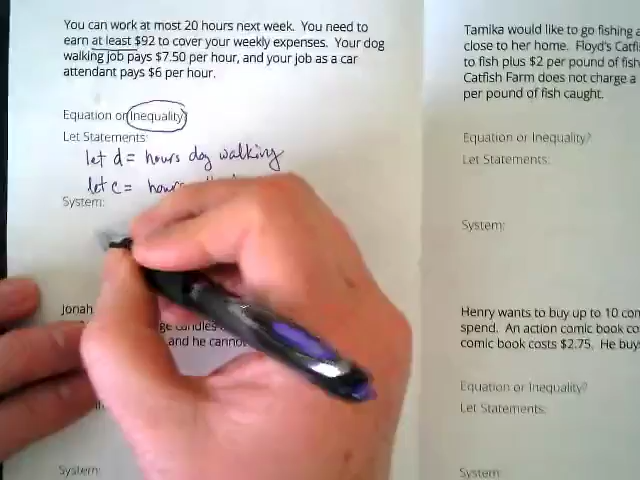 You can work at most 20 hours next week. You need to
earn at least $92 to cover your weekly expenses. Your dog
walking job pays $7.50 per hour, and your job as a car
attendant pays $6 per hour.
Equation or Inequality?
Let Statements:
let d = hours dog walking
let c = hours
System:
Jonah
candles
and he cannot
System:
Tamika would like to go fishing a
close to her home. Floyd's Catfi
to fish plus $2 per pound of fish
Catfish Farm does not charge a
per pound of fish caught.
Equation or Inequality?
Let Statements:
System:
Henry wants to buy up to 10 com
spend. An action comic book co
comic book costs $2.75. He buy
Equation or Inequality?
Let Statements:
System: